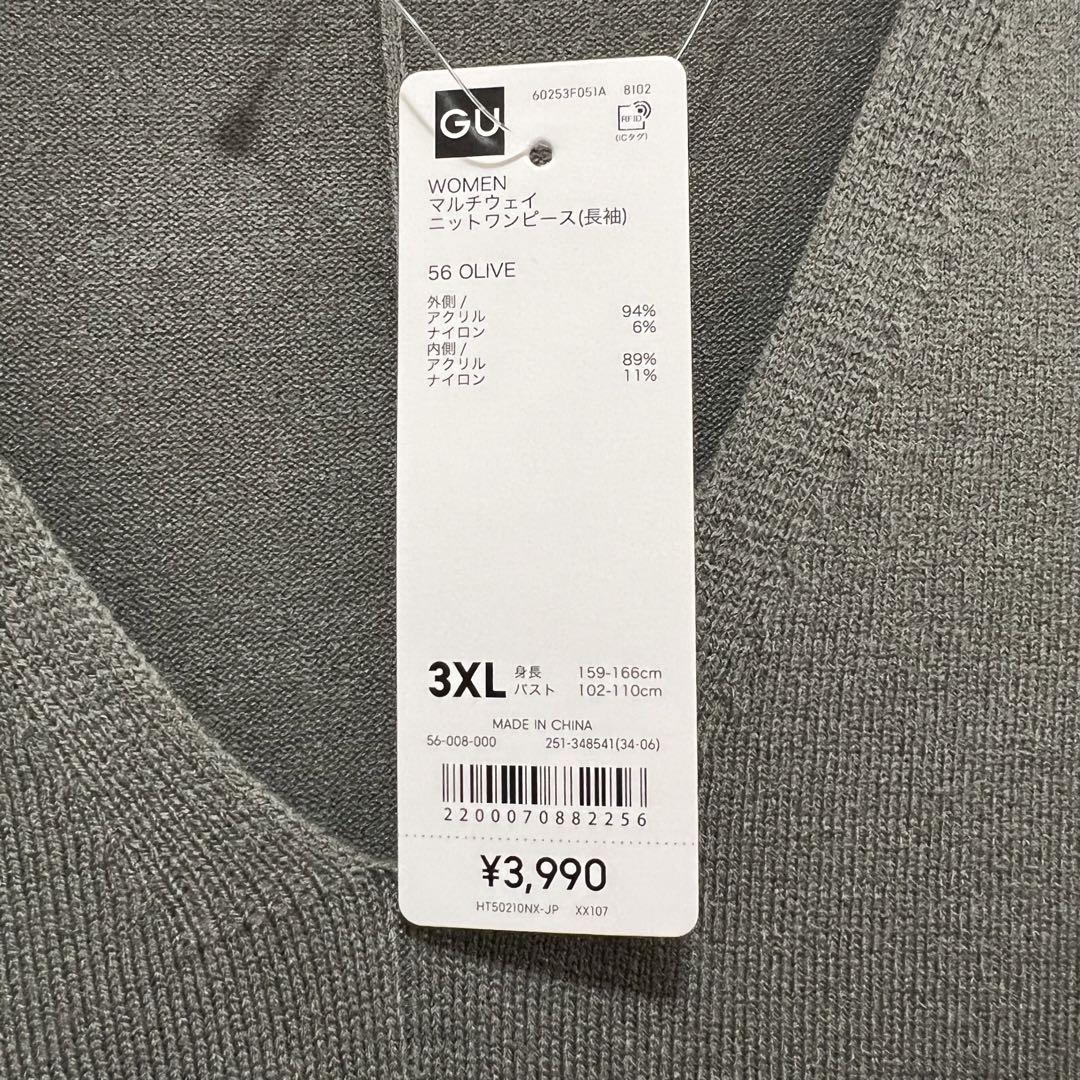 GU
60253F051A 8102
RFID
(ICタグ)
WOMEN
マルチウェイ
ニットワンピース(長袖)
56 OLIVE
外側 /
アクリル 94%
ナイロン 6%
内側 /
アクリル 89%
ナイロン 11%
3XL 身長 159-166cm
バスト 102-110cm
MADE IN CHINA
56-008-000 251-348541(34-06)
2200070882256
¥3,990
HT50210NX-JP XX107